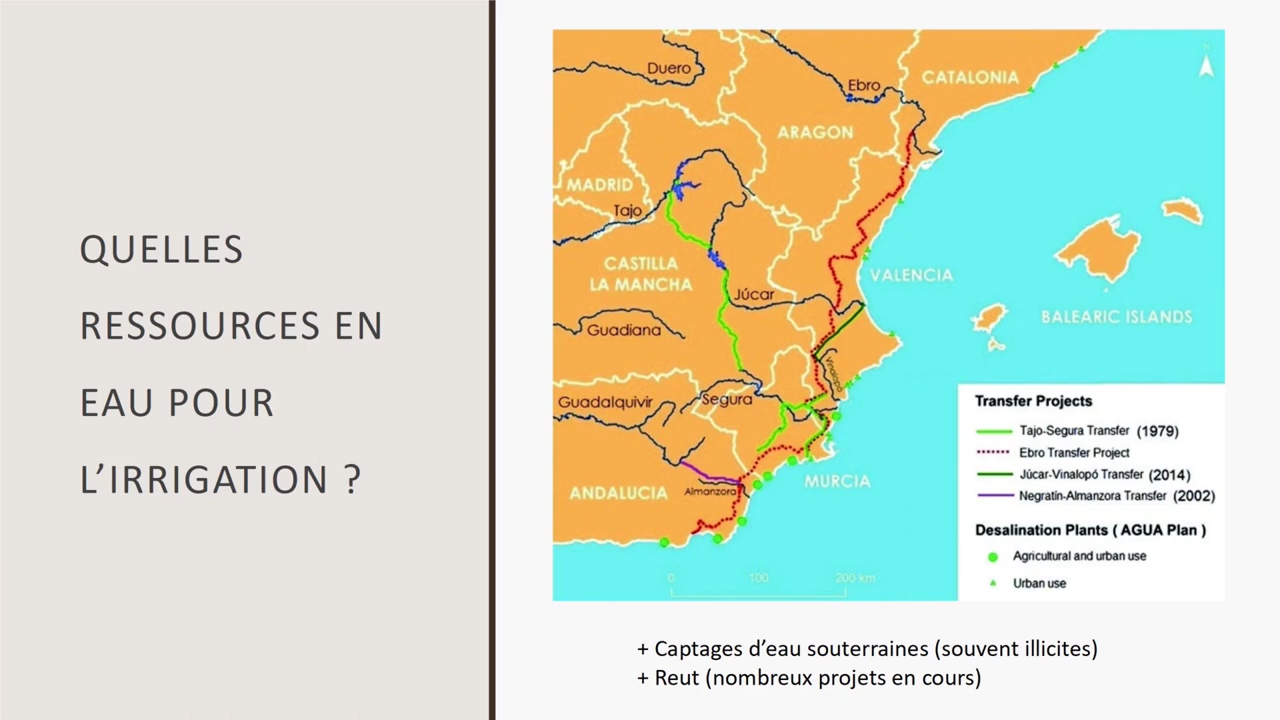 QUELLES
RESSOURCES EN
EAU POUR
L’IRRIGATION ?
N
Duero
Ebro
CATALONIA
ARAGON
MADRID
Tajo
CASTILLA
LA MANCHA
VALENCIA
Júcar
BALEARIC ISLANDS
Guadiana
Vinalopó
Guadalquivir
Segura
MURCIA
ANDALUCIA
Almanzora
0 100 200 km
Transfer Projects
Tajo-Segura Transfer (1979)
Ebro Transfer Project
Júcar-Vinalopó Transfer (2014)
Negratín-Almanzora Transfer (2002)
Desalination Plants ( AGUA Plan )
Agricultural and urban use
Urban use
+ Captages d’eau souterraines (souvent illicites)
+ Reut (nombreux projets en cours)